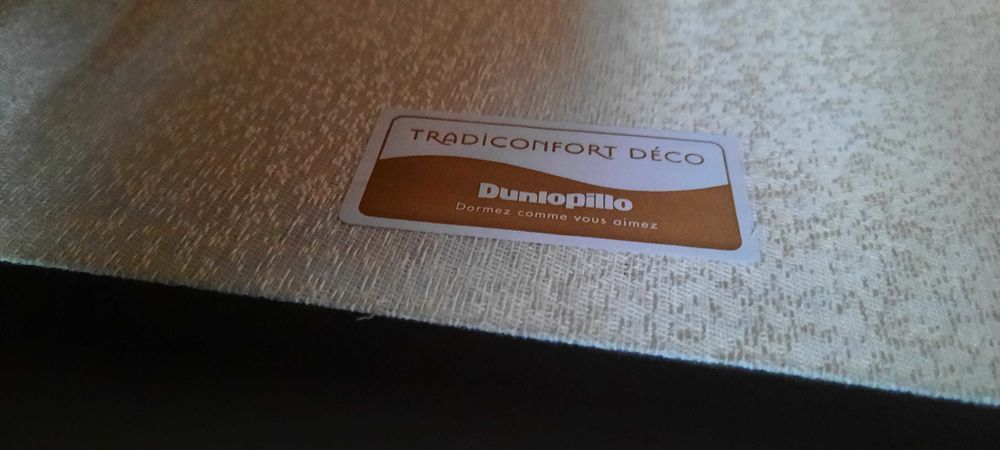 TRADiCONFORT DÉCO
Dunlopillo
Dormez comme vous aimez